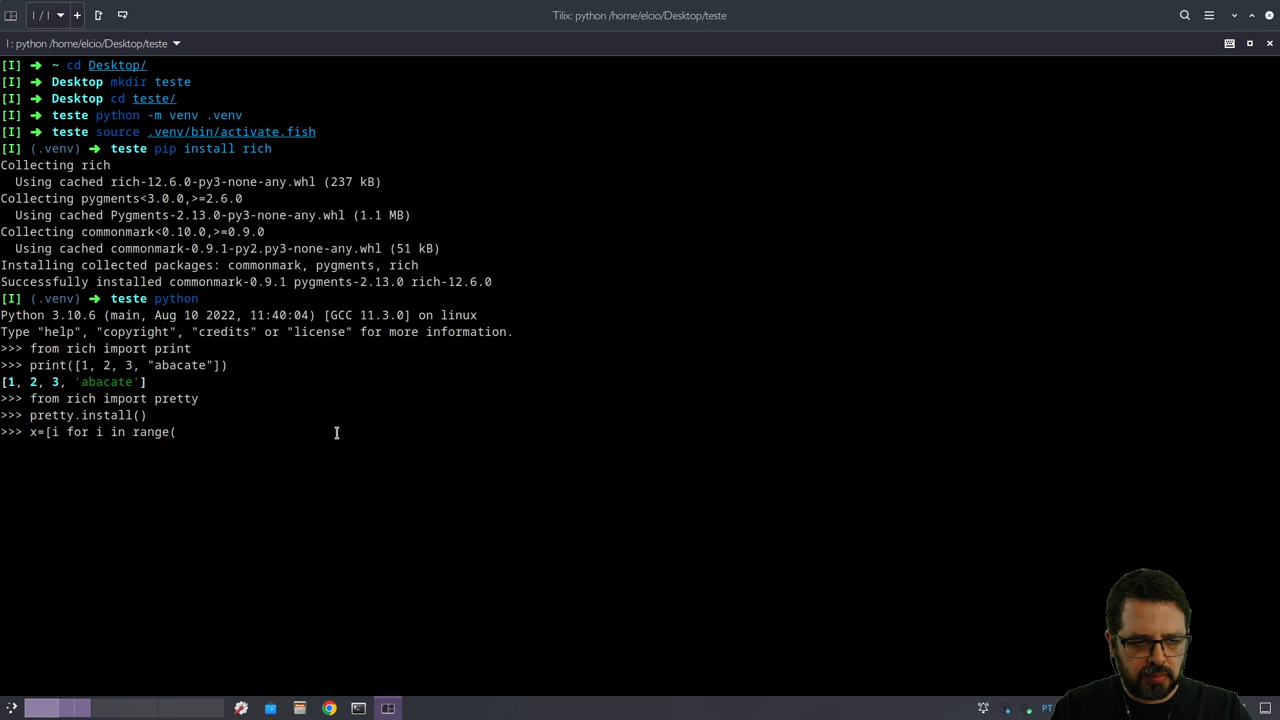 1 / 1
Tilix: python /home/elcio/Desktop/teste
1: python /home/elcio/Desktop/teste
[I] ➜ ~ cd Desktop/
[I] ➜ Desktop mkdir teste
[I] ➜ Desktop cd teste/
[I] ➜ teste python -m venv .venv
[I] ➜ teste source .venv/bin/activate.fish
[I] (.venv) ➜ teste pip install rich
Collecting rich
  Using cached rich-12.6.0-py3-none-any.whl (237 kB)
Collecting pygments<3.0.0,>=2.6.0
  Using cached Pygments-2.13.0-py3-none-any.whl (1.1 MB)
Collecting commonmark<0.10.0,>=0.9.0
  Using cached commonmark-0.9.1-py2.py3-none-any.whl (51 kB)
Installing collected packages: commonmark, pygments, rich
Successfully installed commonmark-0.9.1 pygments-2.13.0 rich-12.6.0
[I] (.venv) ➜ teste python
Python 3.10.6 (main, Aug 10 2022, 11:40:04) [GCC 11.3.0] on linux
Type "help", "copyright", "credits" or "license" for more information.
>>> from rich import print
>>> print([1, 2, 3, "abacate"])
[1, 2, 3, 'abacate']
>>> from rich import pretty
>>> pretty.install()
>>> x=[i for i in range(
PT